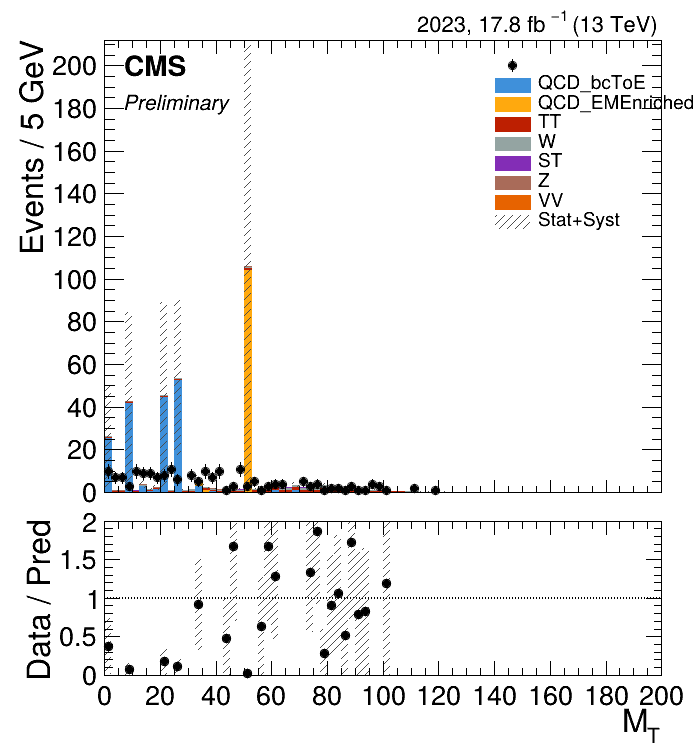 2023, 17.8 fb⁻¹ (13 TeV)
CMS
Preliminary
Events / 5 GeV
200
180
160
140
120
100
80
60
40
20
0
QCD_bcToE
QCD_EMEnriched
TT
W
ST
Z
VV
Stat+Syst
Data / Pred
2
1.5
1
0.5
0
0 20 40 60 80 100 120 140 160 180 200
M_T